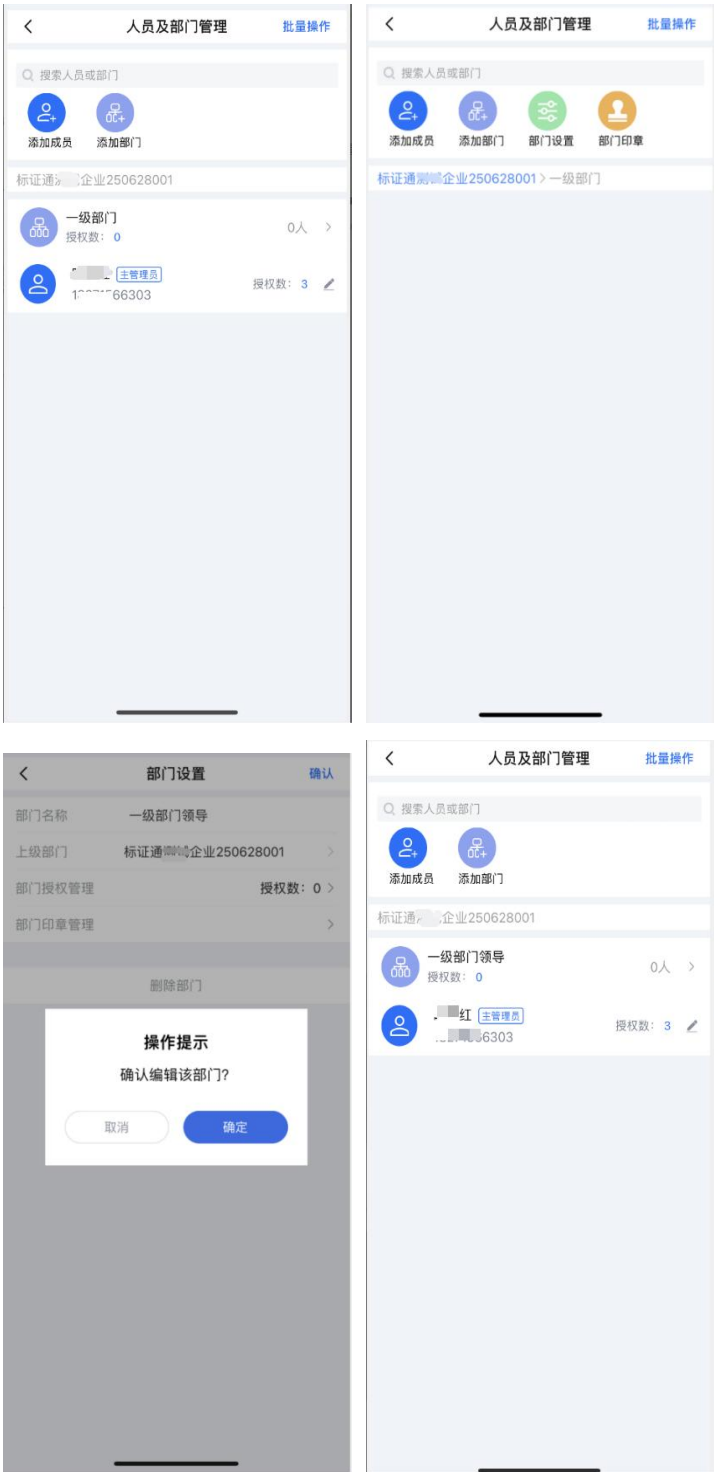 人员及部门管理 批量操作
搜索人员或部门
添加成员 添加部门
标证通 企业250628001
一级部门 0人
授权数: 0
主管理员
66303 授权数: 3
人员及部门管理 批量操作
搜索人员或部门
添加成员 添加部门 部门设置 部门印章
标证通 企业250628001 > 一级部门
部门设置 确认
部门名称 一级部门领导
上级部门 标证通 企业250628001
部门授权管理 授权数: 0
部门印章管理
删除部门
操作提示
确认编辑该部门?
取消 确定
人员及部门管理 批量操作
搜索人员或部门
添加成员 添加部门
标证通 企业250628001
一级部门领导 0人
授权数: 0
红 主管理员
6303 授权数: 3